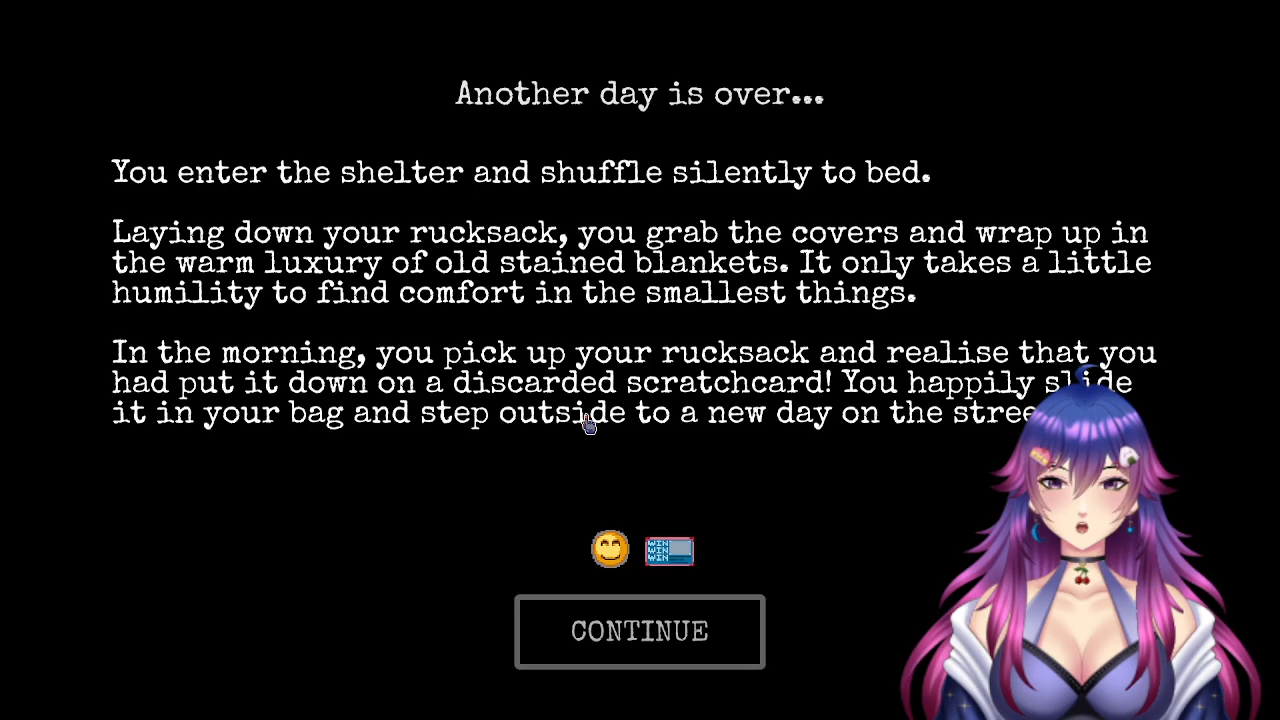 Another day is over...
You enter the shelter and shuffle silently to bed.
Laying down your rucksack, you grab the covers and wrap up in
the warm luxury of old stained blankets. It only takes a little
humility to find comfort in the smallest things.
In the morning, you pick up your rucksack and realise that you
had put it down on a discarded scratchcard! You happily slide
it in your bag and step outside to a new day on the
WIN
WIN
WIN
CONTINUE